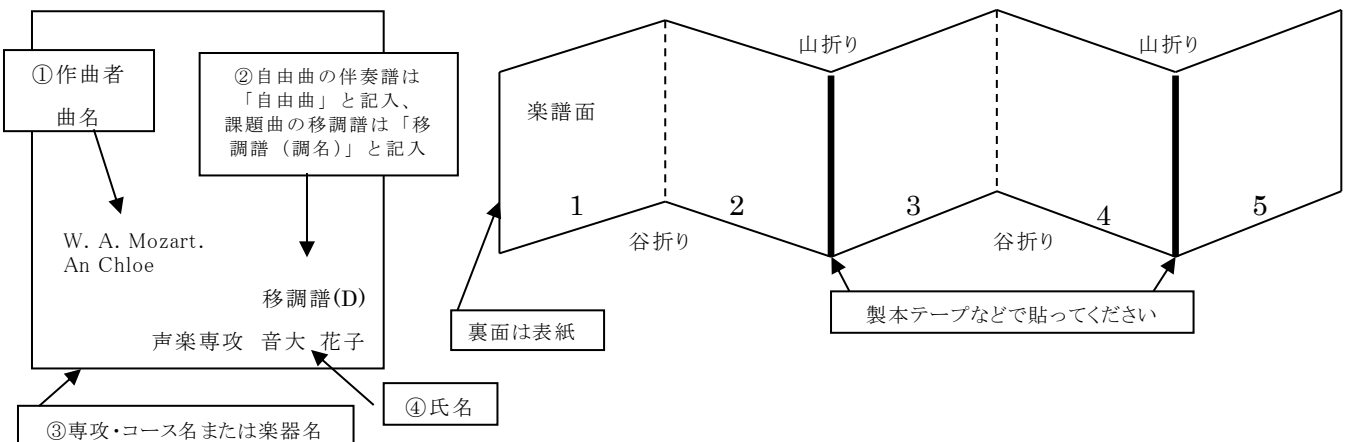 ①作曲者
曲名
②自由曲の伴奏譜は
「自由曲」と記入、
課題曲の移調譜は「移
調譜（調名）」と記入
W. A. Mozart.
An Chloe
移調譜(D)
声楽専攻 音大 花子
③専攻・コース名または楽器名
④氏名
山折り
山折り
楽譜面
1
2
3
4
5
谷折り
谷折り
裏面は表紙
製本テープなどで貼ってください